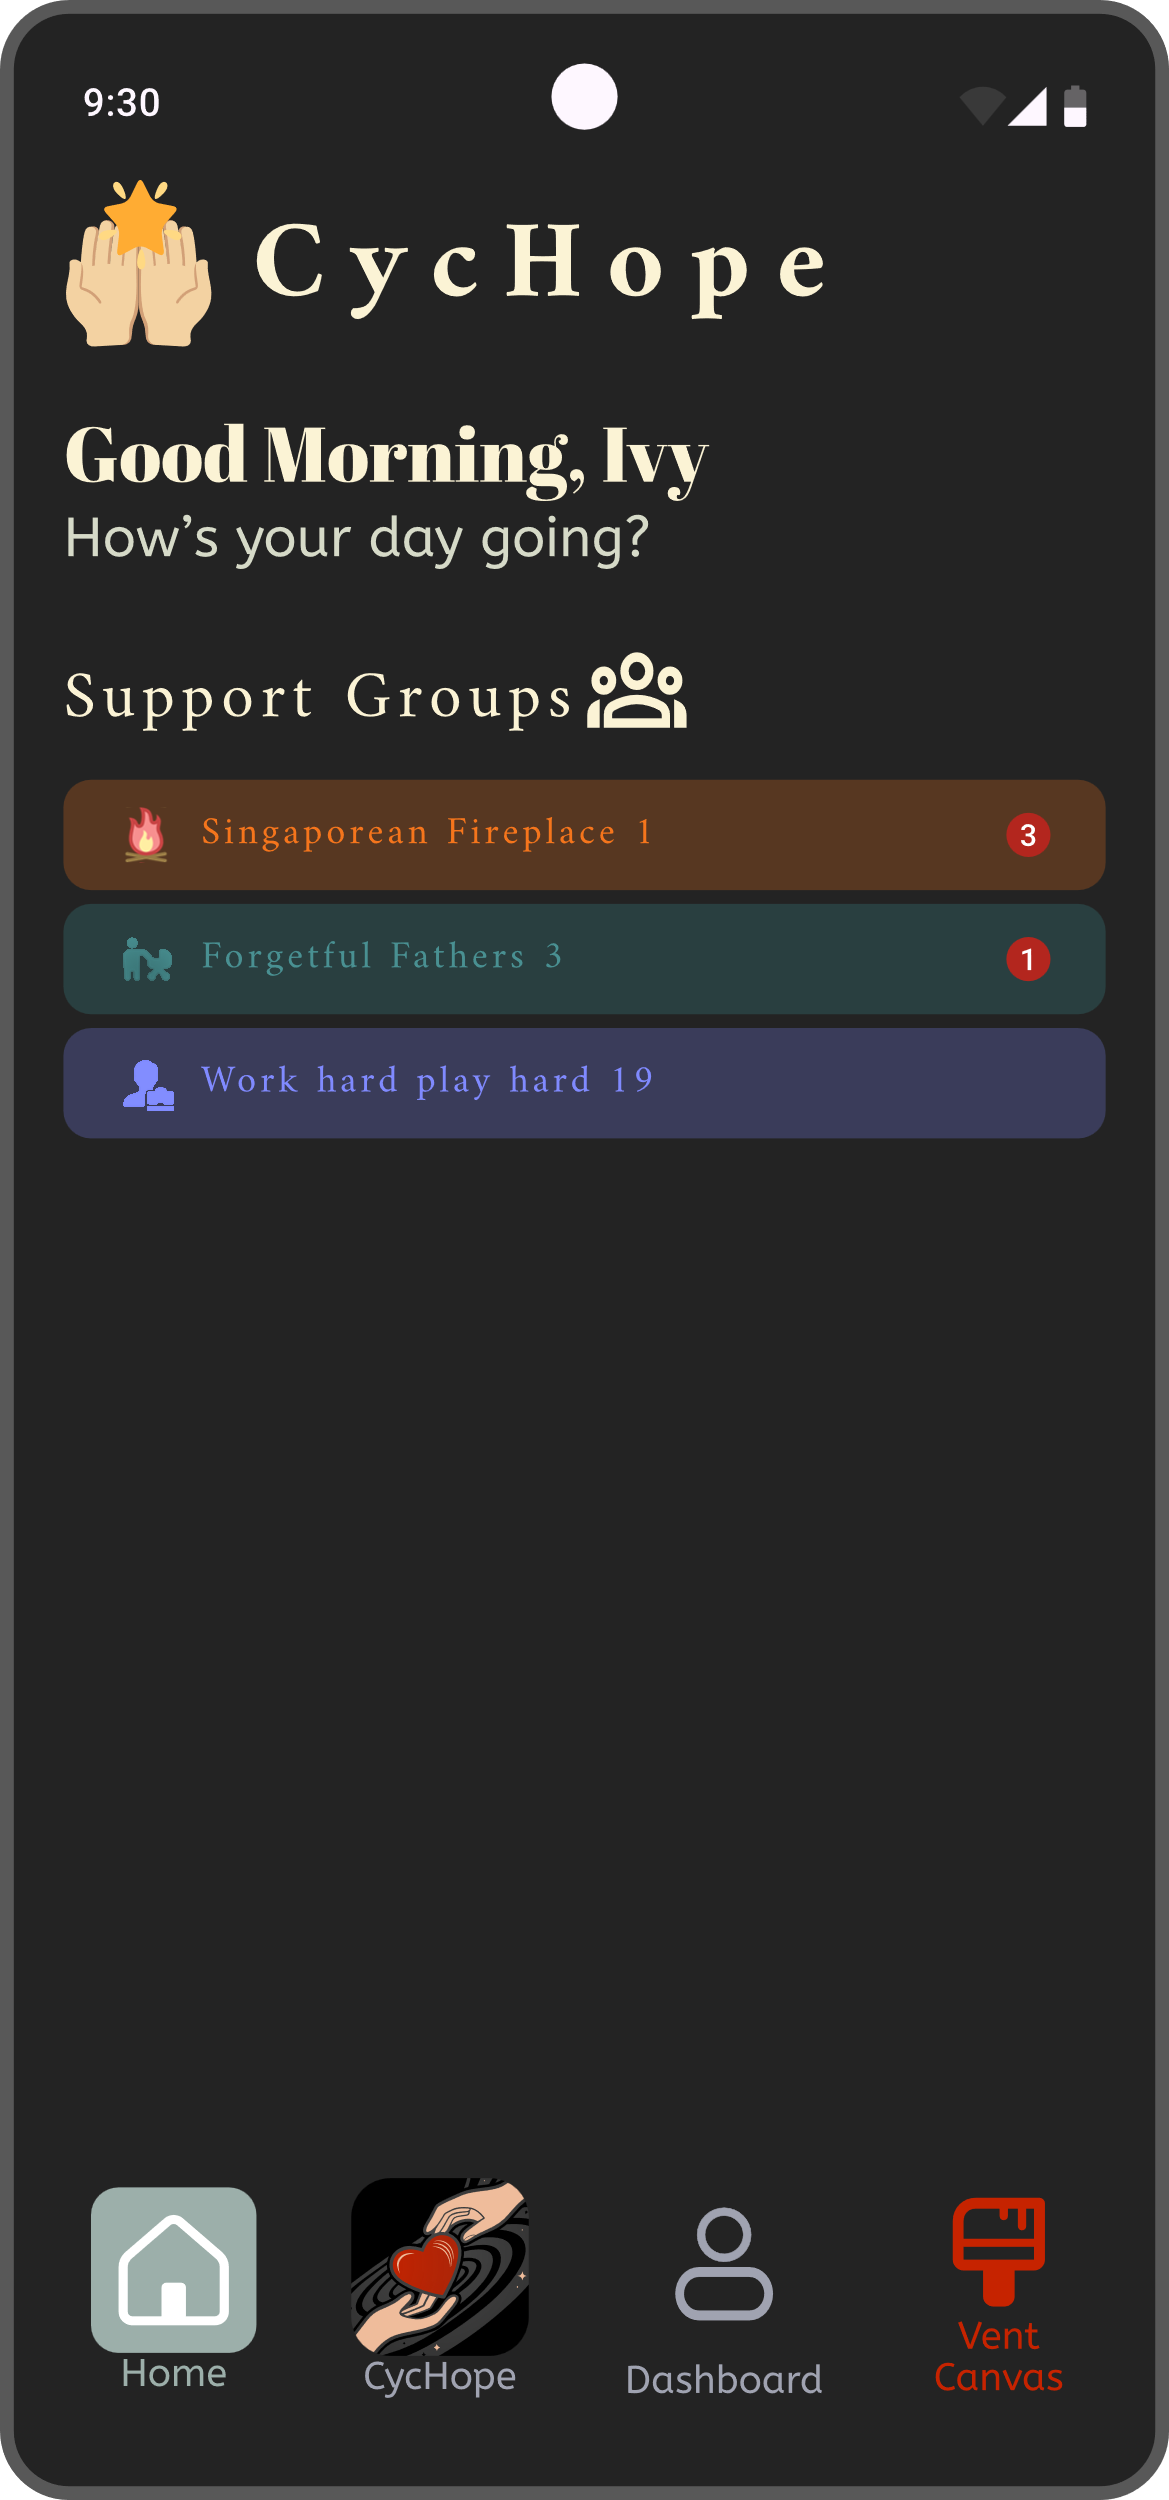 9:30
CycHope
Good Morning, Ivy
How's your day going?
Support Groups
Singaporean Fireplace 1
3
Forgetful Fathers 3
1
Work hard play hard 19
Home
CycHope
Dashboard
Vent
Canvas